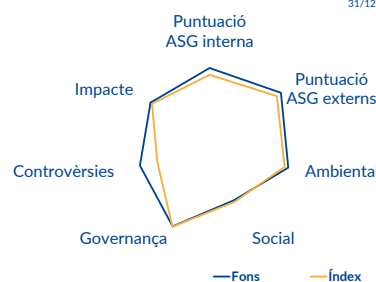 31/12
Puntuació
ASG interna
Puntuació
ASG externs
Impacte
Controvèrsies
Ambienta
Governança
Social
Fons
Índex